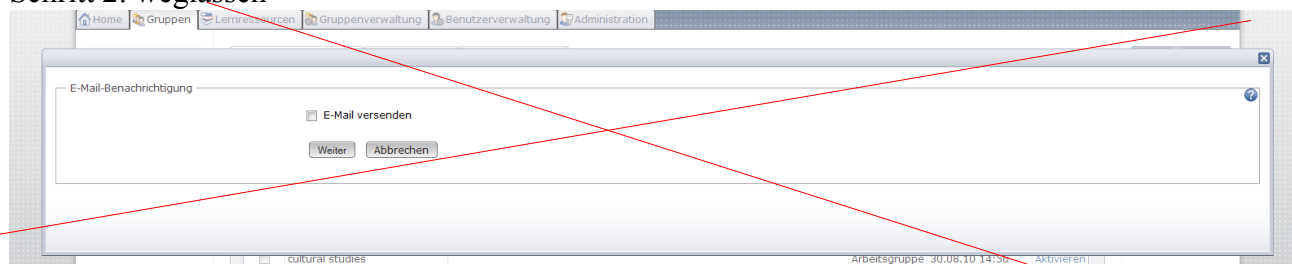 Schritt 2: weglassen
Home Gruppen Lernressourcen Gruppenverwaltung Benutzerverwaltung Administration
E-Mail-Benachrichtigung
E-Mail versenden
Weiter Abbrechen
cultural studies Arbeitsgruppe 30.08.10 14:56 Aktivieren